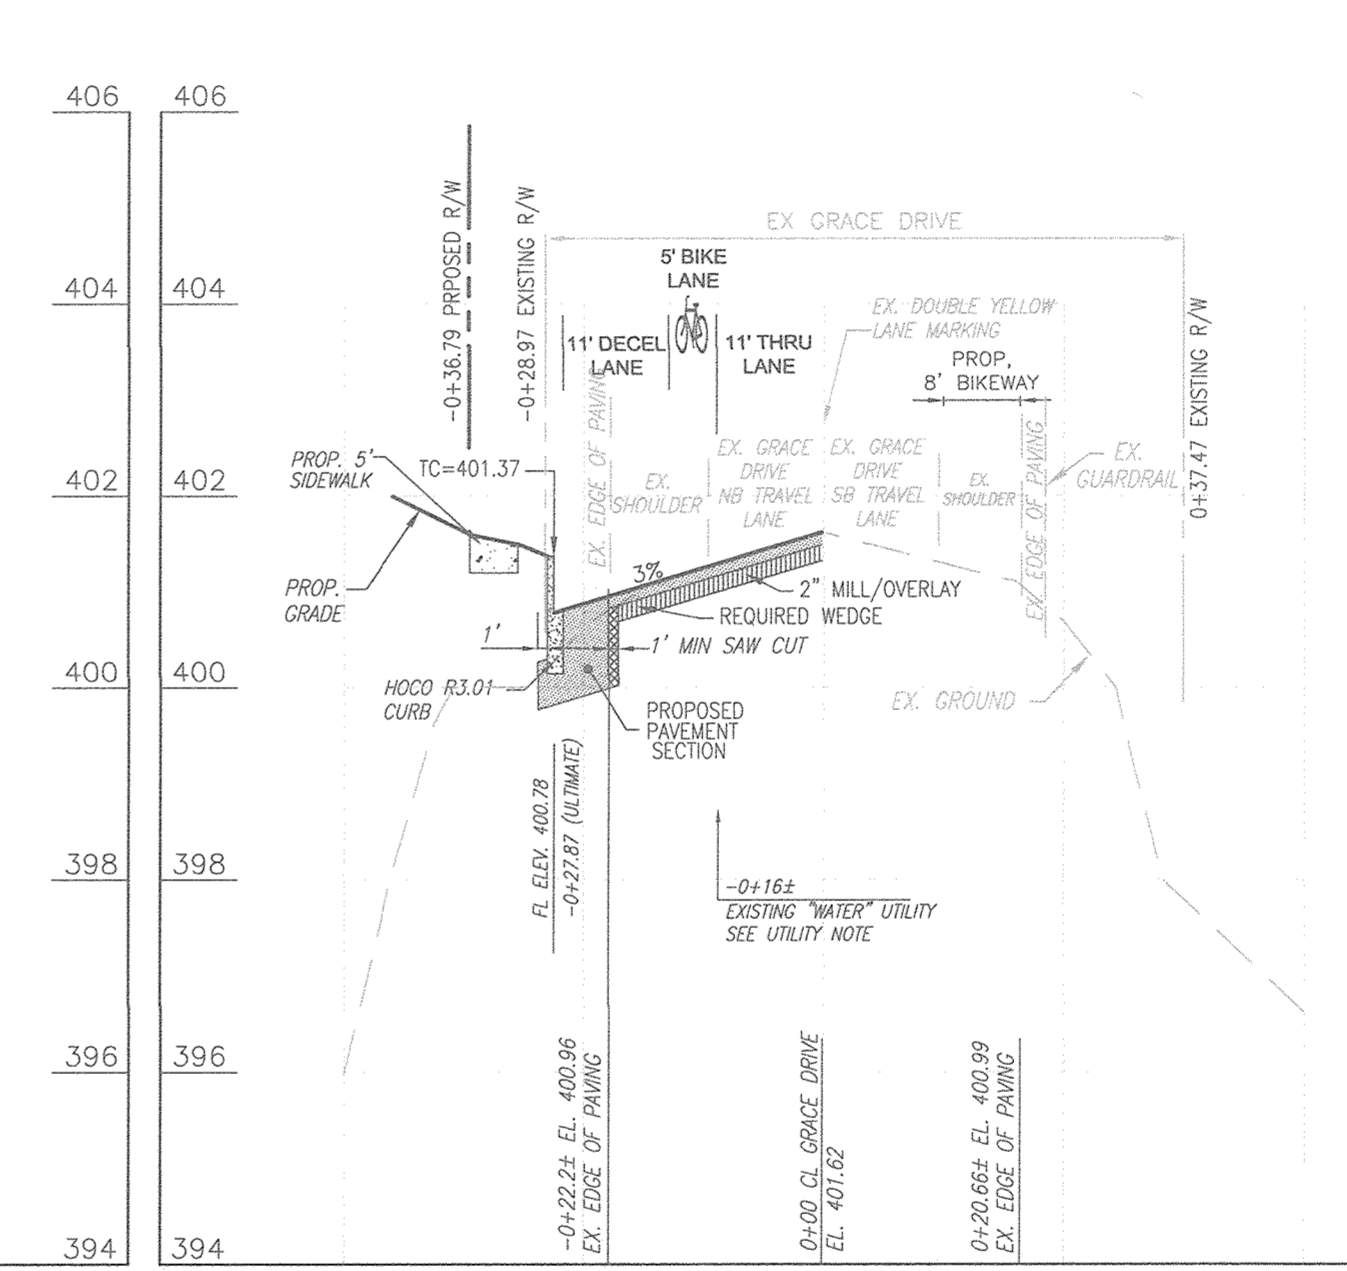 406
406
404
404
402
402
400
400
398
398
396
396
394
394
-0+36.79 PRPOSED R/W
-0+28.97 EXISTING R/W
EX GRACE DRIVE
5' BIKE
LANE
11' DECEL
LANE
11' THRU
LANE
EX. DOUBLE YELLOW
LANE MARKING
PROP,
8' BIKEWAY
0+37.47 EXISTING R/W
PROP. 5'
SIDEWALK
TC=401.37
EX. EDGE OF PAVING
EX.
SHOULDER
EX. GRACE
DRIVE
NB TRAVEL
LANE
EX. GRACE
DRIVE
SB TRAVEL
LANE
EX.
SHOULDER
EX. EDGE OF PAVING
EX.
GUARDRAIL
PROP.
GRADE
3%
2" MILL/OVERLAY
REQUIRED WEDGE
1'
1' MIN SAW CUT
HOCO R3.01
CURB
PROPOSED
PAVEMENT
SECTION
EX. GROUND
FL ELEV. 400.78
-0+27.87 (ULTIMATE)
-0+16±
EXISTING "WATER" UTILITY
SEE UTILITY NOTE
-0+22.2± EL. 400.96
EX. EDGE OF PAVING
0+00 CL GRACE DRIVE
EL. 401.62
0+20.66± EL. 400.99
EX. EDGE OF PAVING